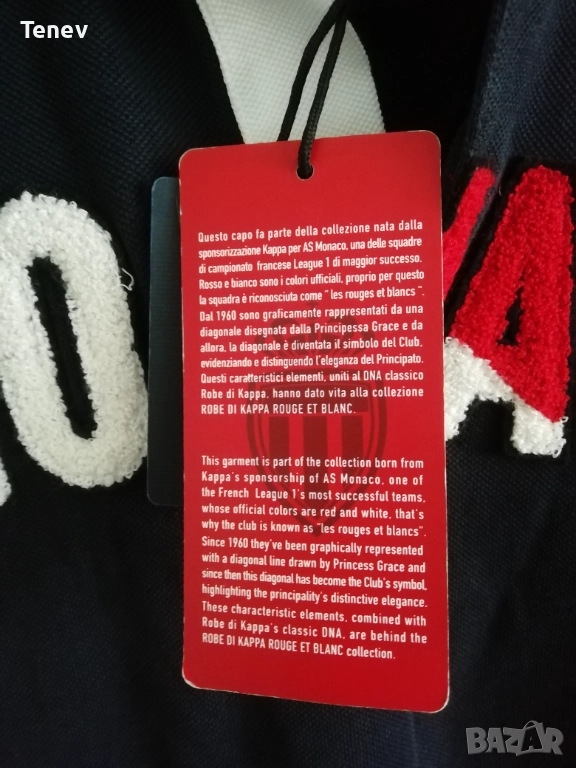 Tenev
Questo capo fa parte della collezione nata dalla
sponsorizzazione Kappa per AS Monaco, una delle squadre
di campionato francese League 1 di maggior successo.
Rosso e bianco sono i colori ufficiali, proprio per questo
la squadra è riconosciuta come " les rouges et blancs ".
Dal 1960 sono graficamente rappresentati da una
diagonale disegnata dalla Principessa Grace e da
allora. la diagonale è diventata il simbolo del Club.
evidenziando e distinguendo l'eleganza del Principato.
Questi caratteristici elementi, uniti al DNA classico
Robe di Kappa, hanno dato vita alla collezione
ROBE DI KAPPA ROUGE ET BLANC.
This garment is part of the collection born from
Kappa's sponsorship of AS Monaco, one of
the French League 1's most successful teams,
whose official colors are red and white, that's
why the club is known as "les rouges et blancs".
Since 1960 they've been graphically represented
with a diagonal line drawn by Princess Grace and
since then this diagonal has become the Club's symbol,
highlighting the principality's distinctive elegance.
These characteristic elements, combined with
Robe di Kappa's classic DNA, are behind the
ROBE DI KAPPA ROUGE ET BLANC collection.
O
A
BAZAR